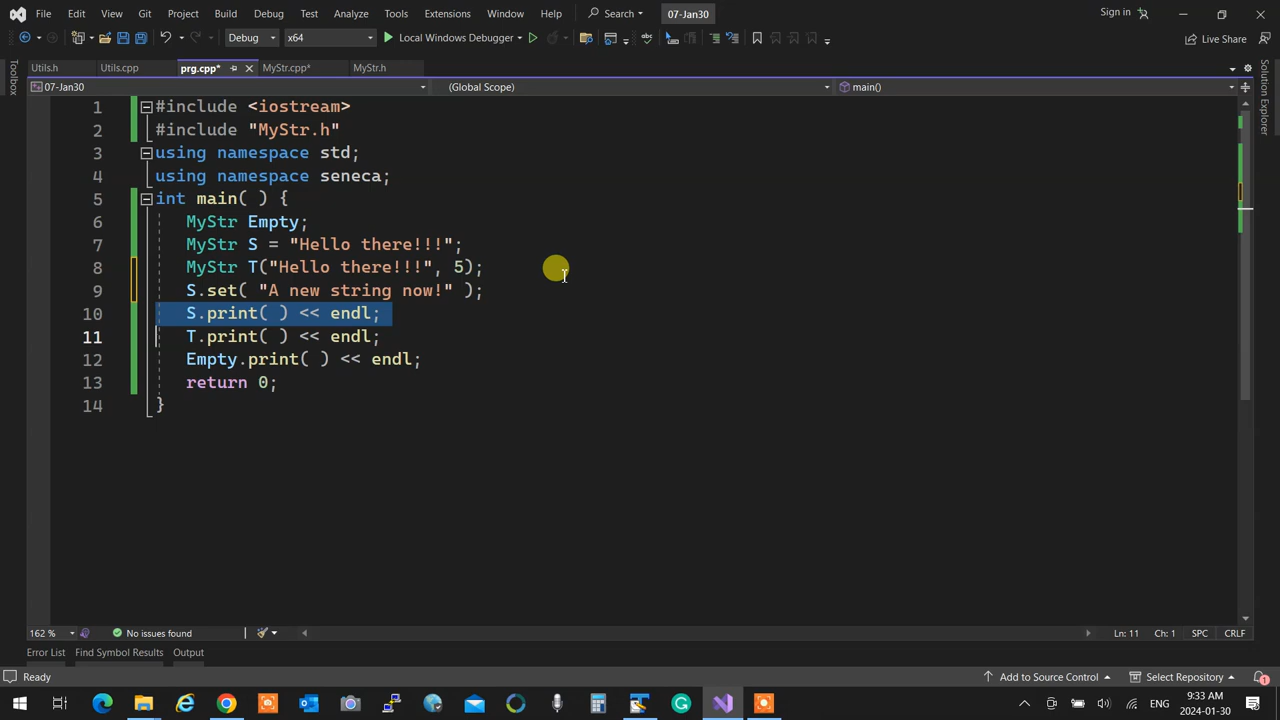 File Edit View Git Project Build Debug Test Analyze Tools Extensions Window Help Search 07-Jan30 Sign in
Debug x64 Local Windows Debugger Live Share
Utils.h Utils.cpp prg.cpp* MyStr.cpp* MyStr.h
Toolbox
Solution Explorer
07-Jan30 (Global Scope) main()
1 #include <iostream>
2 #include "MyStr.h"
3 using namespace std;
4 using namespace seneca;
5 int main( ) {
6 MyStr Empty;
7 MyStr S = "Hello there!!!";
8 MyStr T("Hello there!!!", 5);
9 S.set( "A new string now!" );
10 S.print( ) << endl;
11 T.print( ) << endl;
12 Empty.print( ) << endl;
13 return 0;
14 }
162 % No issues found Ln: 11 Ch: 1 SPC CRLF
Error List Find Symbol Results Output
Ready Add to Source Control Select Repository 1
ENG 9:33 AM
2024-01-30